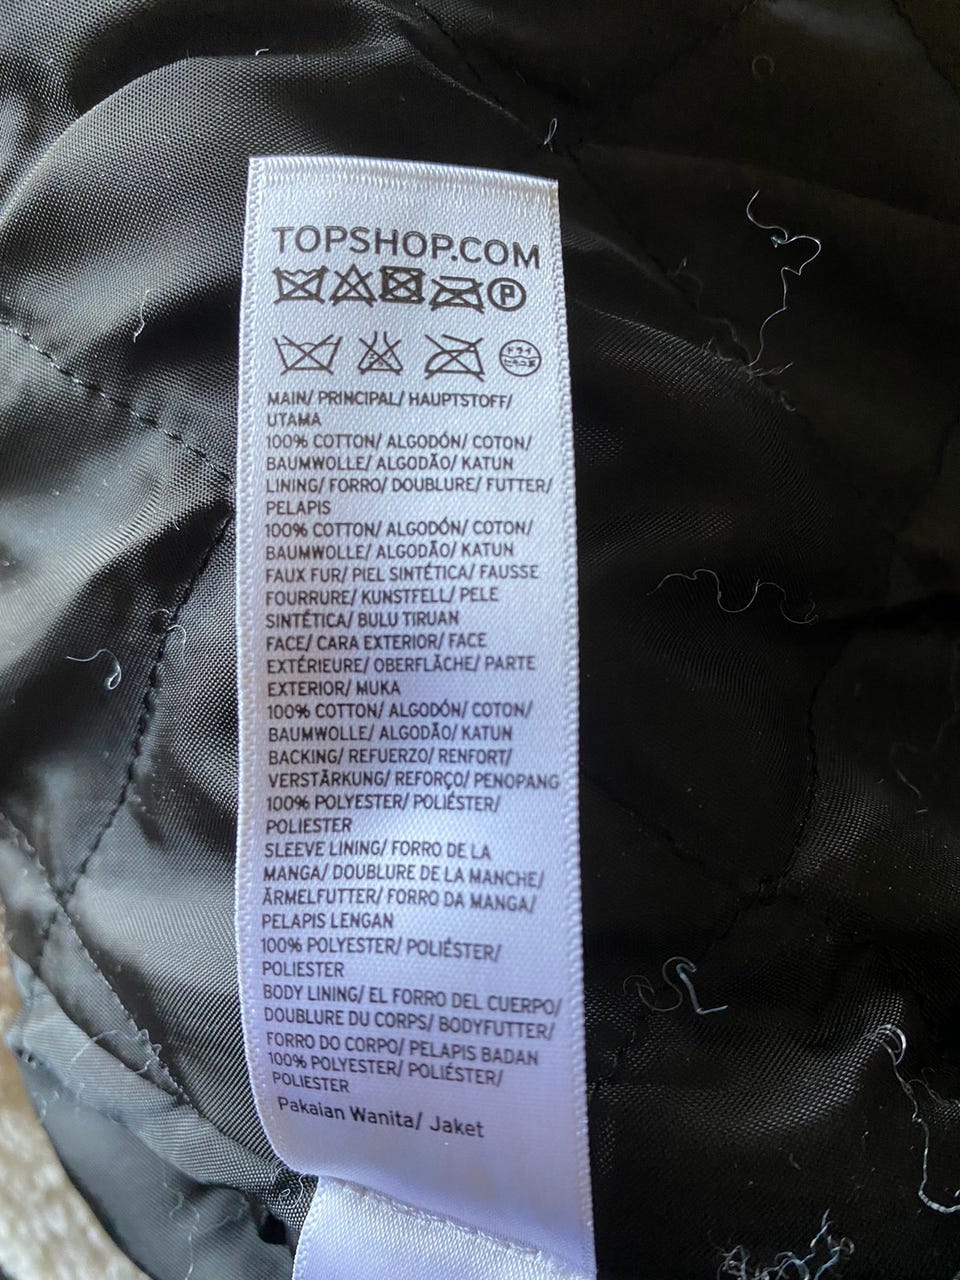 TOPSHOP.COM
P
ドライ
MAIN/ PRINCIPAL/ HAUPTSTOFF/
UTAMA
100% COTTON/ ALGODÓN/ COTON/
BAUMWOLLE/ ALGODÃO/ KATUN
LINING/ FORRO/ DOUBLURE/ FUTTER/
PELAPIS
100% COTTON/ ALGODÓN/ COTON/
BAUMWOLLE/ ALGODÃO/ KATUN
FAUX FUR/ PIEL SINTÉTICA/ FAUSSE
FOURRURE/ KUNSTFELL/ PELE
SINTÉTICA/ BULU TIRUAN
FACE/ CARA EXTERIOR/ FACE
EXTÉRIEURE/ OBERFLÄCHE/ PARTE
EXTERIOR/ MUKA
100% COTTON/ ALGODÓN/ COTON/
BAUMWOLLE/ ALGODÃO/ KATUN
BACKING/ REFUERZO/ RENFORT/
VERSTÄRKUNG/ REFORÇO/ PENOPANG
100% POLYESTER/ POLIÉSTER/
POLIESTER
SLEEVE LINING/ FORRO DE LA
MANGA/ DOUBLURE DE LA MANCHE/
ÄRMELFUTTER/ FORRO DA MANGA/
PELAPIS LENGAN
100% POLYESTER/ POLIÉSTER/
POLIESTER
BODY LINING/ EL FORRO DEL CUERPO/
DOUBLURE DU CORPS/ BODYFUTTER/
FORRO DO CORPO/ PELAPIS BADAN
100% POLYESTER/ POLIÉSTER/
POLIESTER
Pakaian Wanita/ Jaket